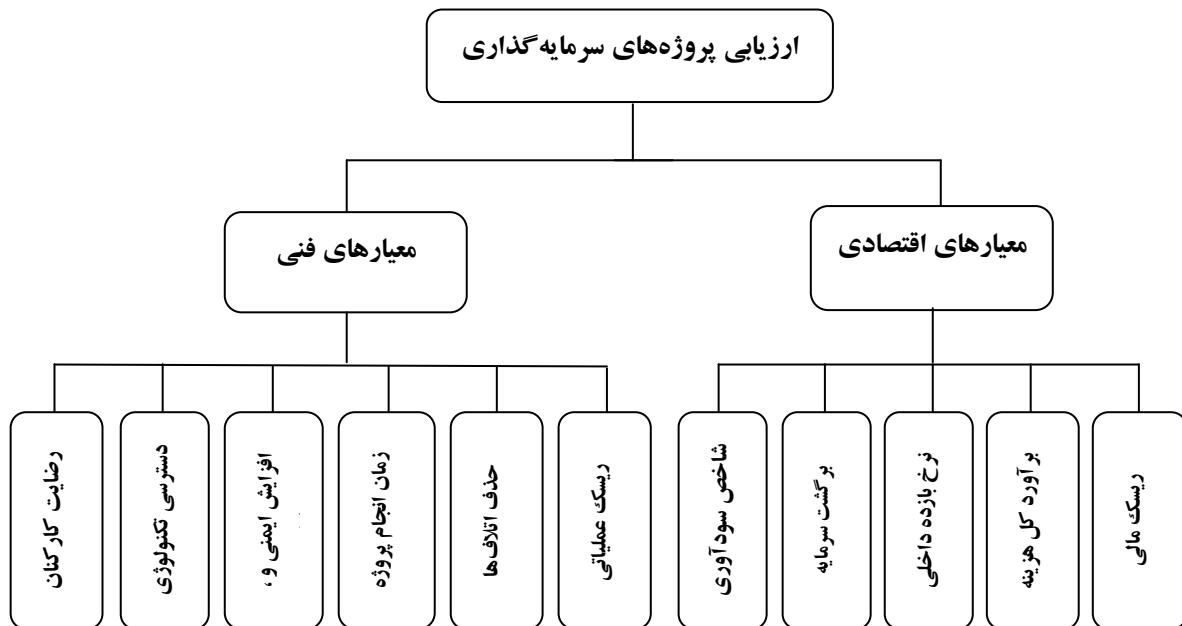 ارزیابی پروژه‌های سرمایه‌گذاری
معیارهای اقتصادی
معیارهای فنی
ریسک مالی
برآورد کل هزینه
نرخ بازده داخلی
برگشت سرمایه
شاخص سودآوری
ریسک عملیاتی
حذف اتلاف‌ها
زمان انجام پروژه
افزایش ایمنی و ،
دسترسی تکنولوژی
رضایت کارکنان